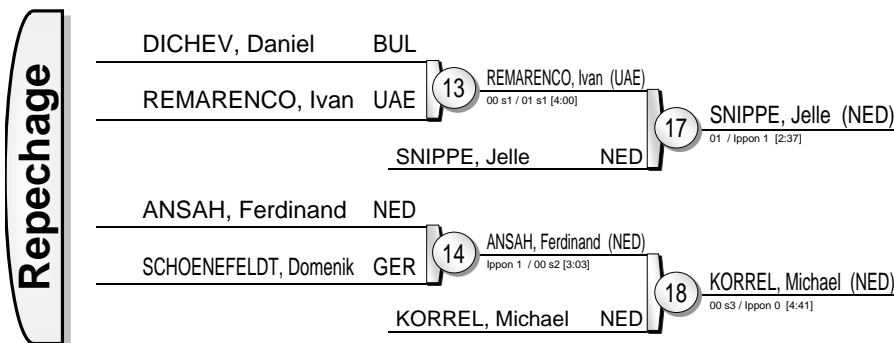 Repechage
DICHEV, Daniel BUL
REMARENCO, Ivan UAE
13
REMARENCO, Ivan (UAE)
00 s1 / 01 s1 [4:00]
SNIPPE, Jelle NED
17
SNIPPE, Jelle (NED)
01 / Ippon 1 [2:37]
ANSAH, Ferdinand NED
SCHOENEFELDT, Domenik GER
14
ANSAH, Ferdinand (NED)
Ippon 1 / 00 s2 [3:03]
KORREL, Michael NED
18
KORREL, Michael (NED)
00 s3 / Ippon 0 [4:41]